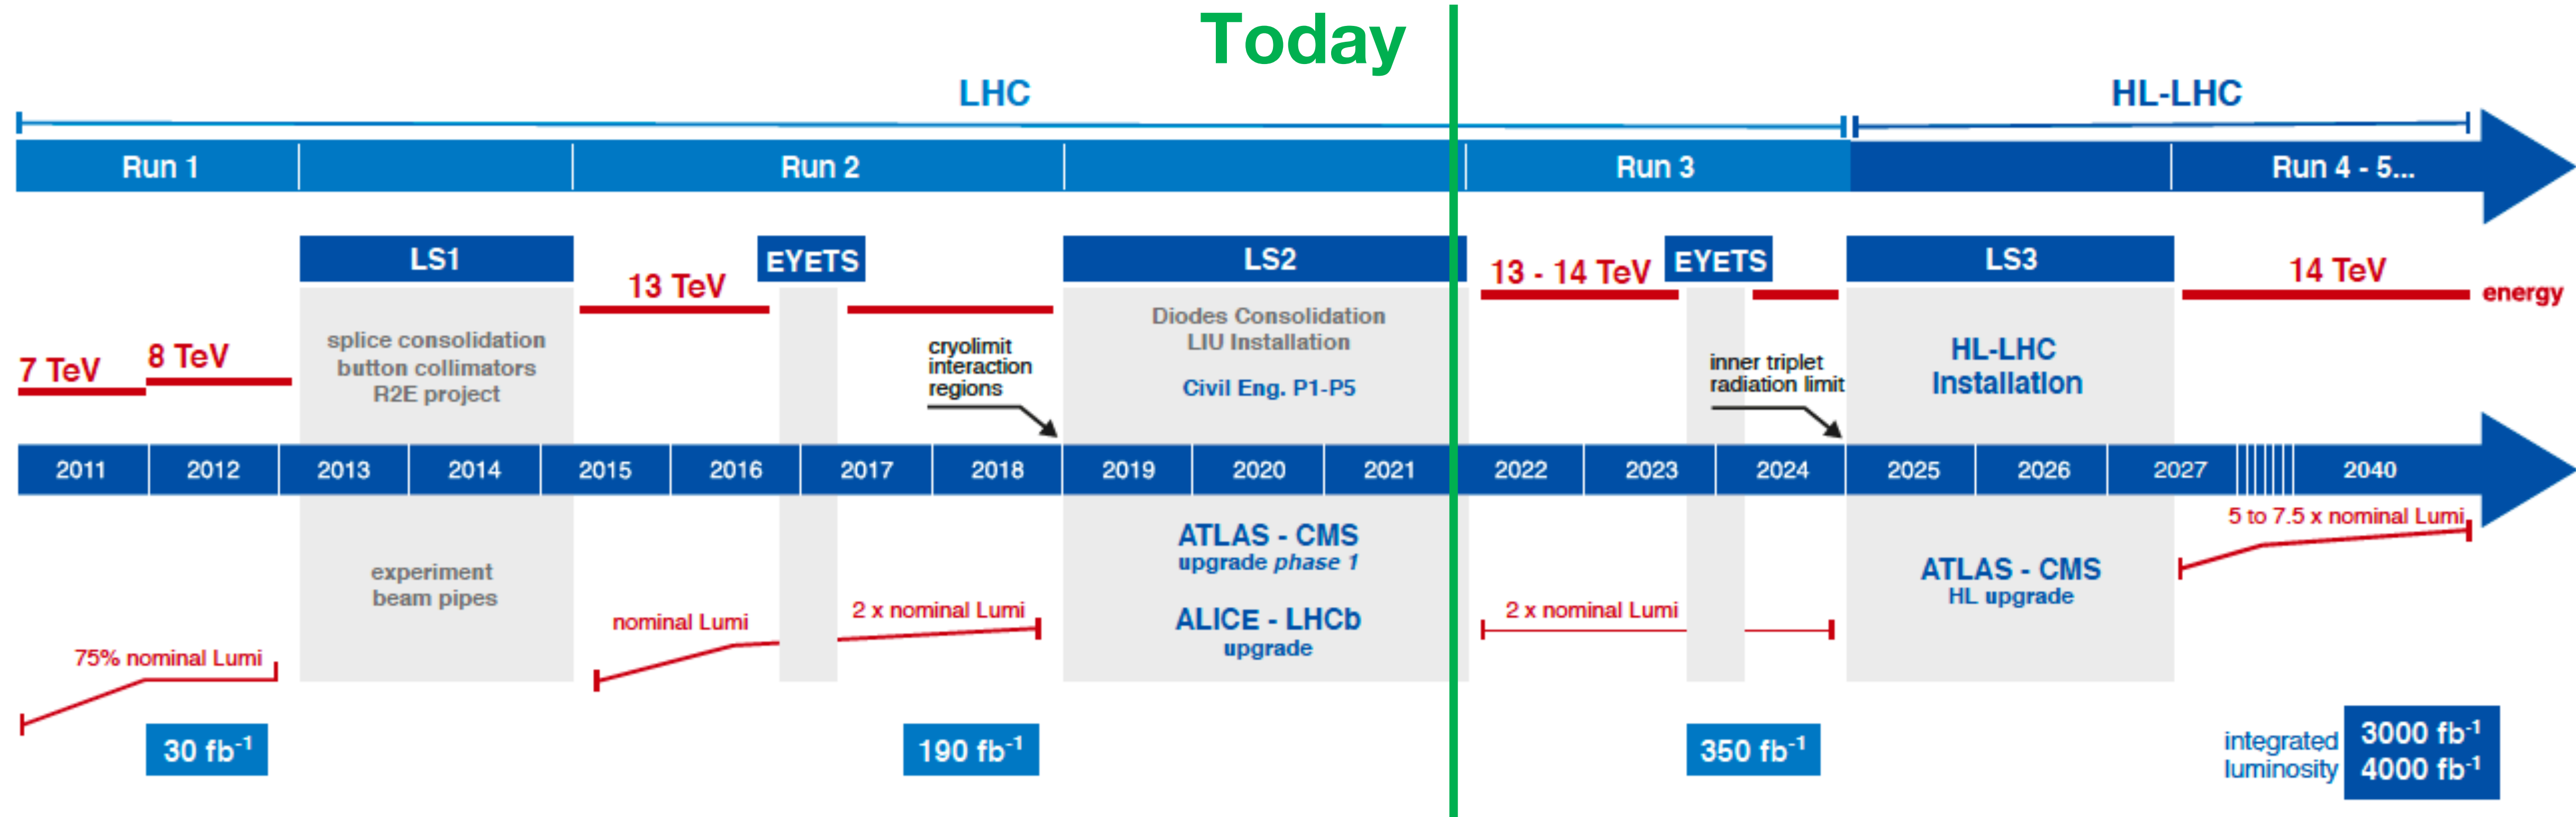 Today
LHC
HL-LHC
Run 1
Run 2
Run 3
Run 4 - 5...
LS1
EYETS
LS2
EYETS
LS3
13 TeV
13 - 14 TeV
14 TeV
energy
7 TeV
8 TeV
splice consolidation
button collimators
R2E project
cryolimit
interaction
regions
Diodes Consolidation
LIU Installation
Civil Eng. P1-P5
inner triplet
radiation limit
HL-LHC
Installation
2011
2012
2013
2014
2015
2016
2017
2018
2019
2020
2021
2022
2023
2024
2025
2026
2027
2040
experiment
beam pipes
ATLAS - CMS
upgrade phase 1
ALICE - LHCb
upgrade
ATLAS - CMS
HL upgrade
75% nominal Lumi
nominal Lumi
2 x nominal Lumi
2 x nominal Lumi
5 to 7.5 x nominal Lumi
30 fb⁻¹
190 fb⁻¹
350 fb⁻¹
integrated
luminosity
3000 fb⁻¹
4000 fb⁻¹